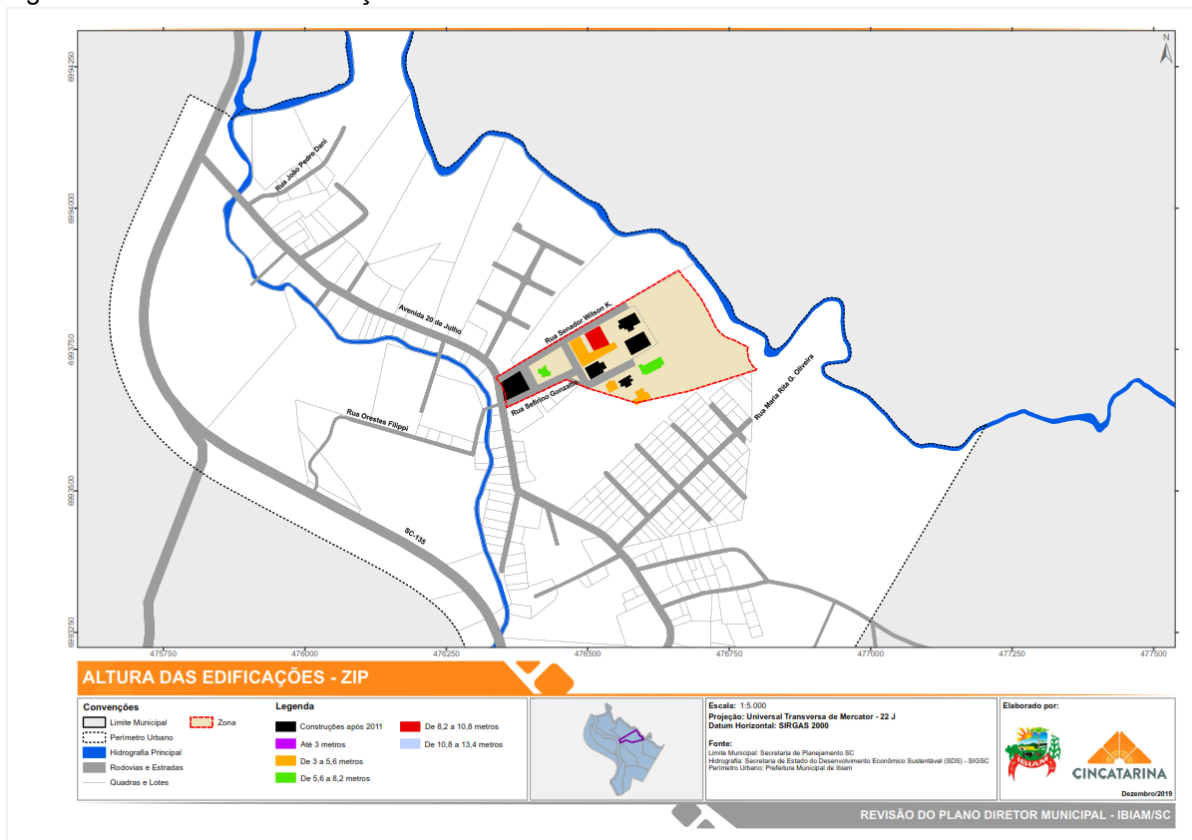 N
6994250
6994000
6993750
6993500
6993250
Rua João Pedro Dani
Avenida 20 de Julho
Rua Senador Wilson K.
Rua Sefirino Gonzatto
Rua Maria Rita G. Oliveira
Rua Orestes Filippi
SC-135
475750
476000
476250
476500
476750
477000
477250
477500
ALTURA DAS EDIFICAÇÕES - ZIP
Convenções
Limite Municipal
Perímetro Urbano
Hidrografia Principal
Rodovias e Estradas
Quadras e Lotes
Zona
Legenda
Construções após 2011
Até 3 metros
De 3 a 5,6 metros
De 5,6 a 8,2 metros
De 8,2 a 10,8 metros
De 10,8 a 13,4 metros
Escala: 1:5.000
Projeção: Universal Transversa de Mercator - 22 J
Datum Horizontal: SIRGAS 2000
Fonte:
Limite Municipal: Secretaria de Planejamento SC
Hidrografia: Secretaria de Estado do Desenvolvimento Econômico Sustentável (SDS) - SIGSC
Perímetro Urbano: Prefeitura Municipal de Ibiam
Elaborado por:
IBIAM
CINCATARINA
Dezembro/2019
REVISÃO DO PLANO DIRETOR MUNICIPAL - IBIAM/SC